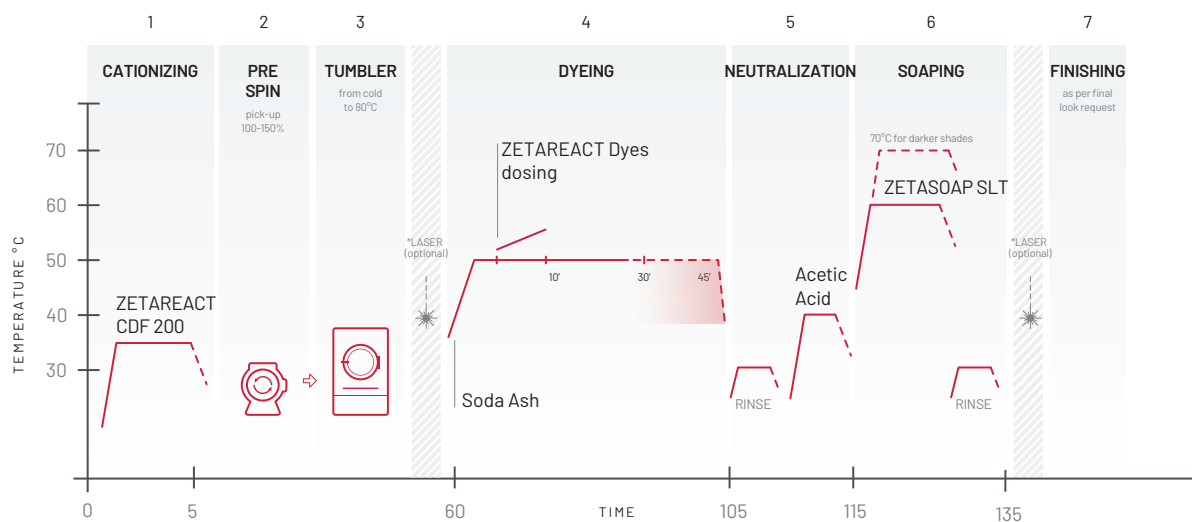 1
2
3
4
5
6
7
CATIONIZING
PRE
SPIN
pick-up
100-150%
TUMBLER
from cold
to 80°C
DYEING
NEUTRALIZATION
SOAPING
FINISHING
as per final
look request
TEMPERATURE °C
70
60
50
40
30
ZETAREACT
CDF 200
*LASER
(optional)
ZETAREACT Dyes
dosing
10'
30'
45'
Soda Ash
RINSE
Acetic
Acid
70°C for darker shades
ZETASOAP SLT
RINSE
*LASER
(optional)
0
5
60
TIME
105
115
135